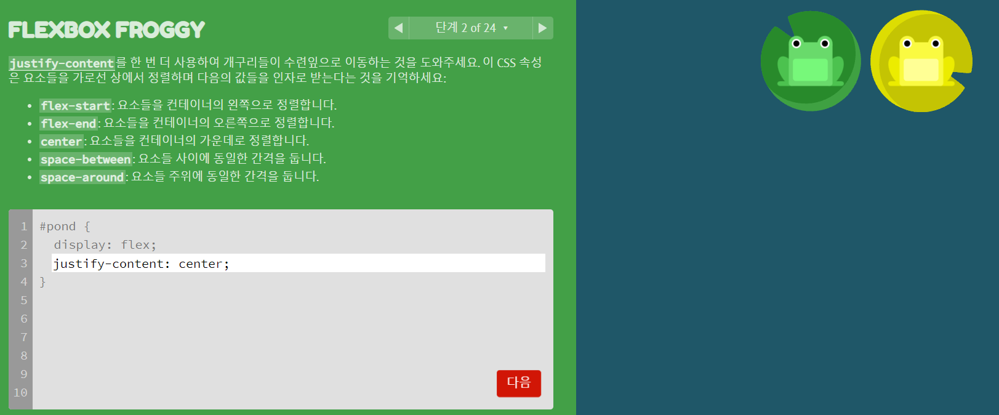 FLEXBOX FROGGY
◀ 단계 2 of 24 ▼ ▶
justify-content를 한 번 더 사용하여 개구리들이 수련잎으로 이동하는 것을 도와주세요. 이 CSS 속성
은 요소들을 가로선 상에서 정렬하며 다음의 값들을 인자로 받는다는 것을 기억하세요:
• flex-start: 요소들을 컨테이너의 왼쪽으로 정렬합니다.
• flex-end: 요소들을 컨테이너의 오른쪽으로 정렬합니다.
• center: 요소들을 컨테이너의 가운데로 정렬합니다.
• space-between: 요소들 사이에 동일한 간격을 둡니다.
• space-around: 요소들 주위에 동일한 간격을 둡니다.
1 #pond {
2 display: flex;
3 justify-content: center;
4 }
5
6
7
8
9
10
다음